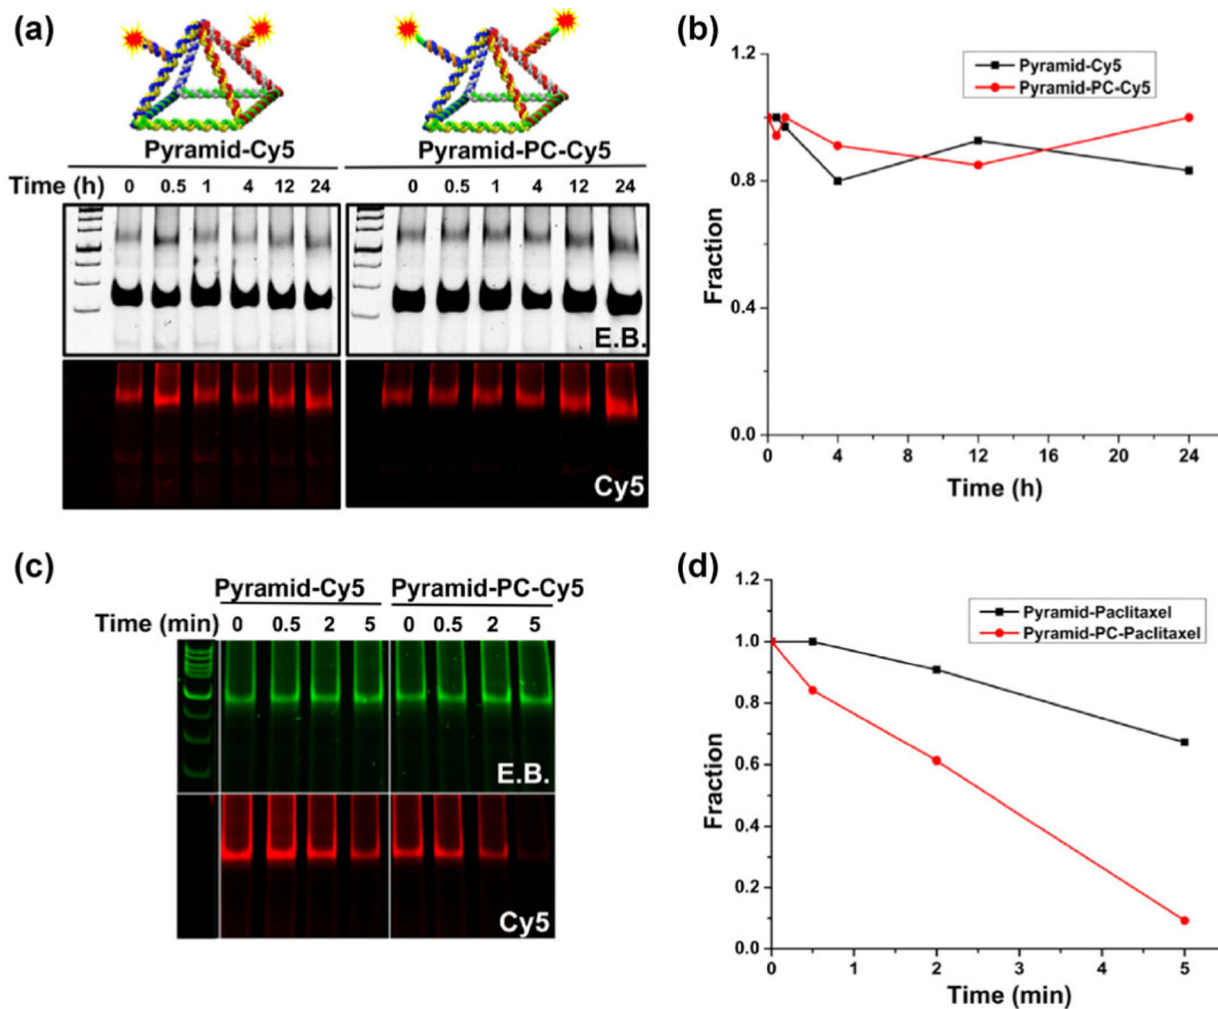 (a)
Pyramid-Cy5 Pyramid-PC-Cy5
Time (h) 0 0.5 1 4 12 24 0 0.5 1 4 12 24
E.B.
Cy5
(b)
1.2
0.8
0.4
0.0
Fraction
Pyramid-Cy5
Pyramid-PC-Cy5
0 4 8 12 16 20 24
Time (h)
(c)
Pyramid-Cy5 Pyramid-PC-Cy5
Time (min) 0 0.5 2 5 0 0.5 2 5
E.B.
Cy5
(d)
1.2
1.0
0.8
0.6
0.4
0.2
0.0
Fraction
Pyramid-Paclitaxel
Pyramid-PC-Paclitaxel
0 1 2 3 4 5
Time (min)